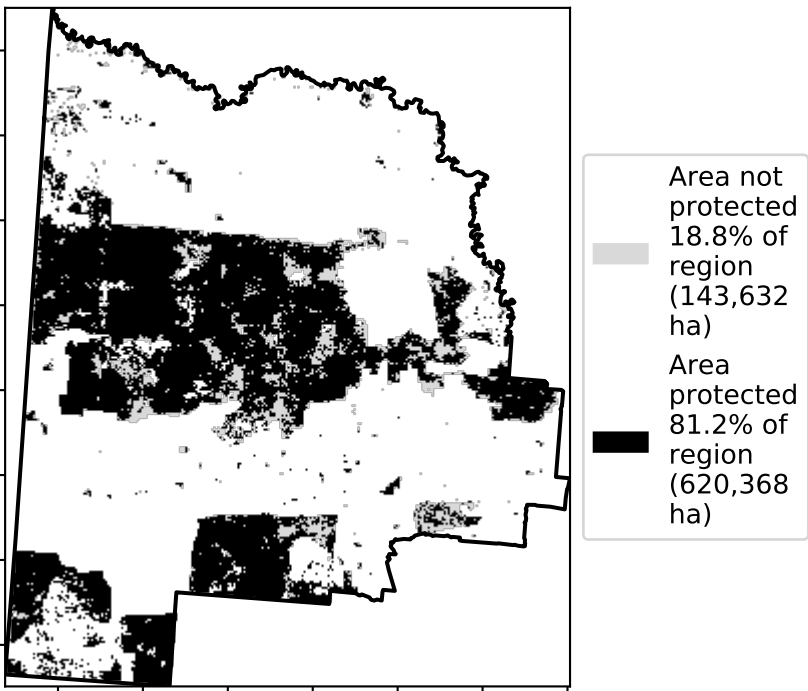 Area not
protected
18.8% of
region
(143,632
ha)
Area
protected
81.2% of
region
(620,368
ha)